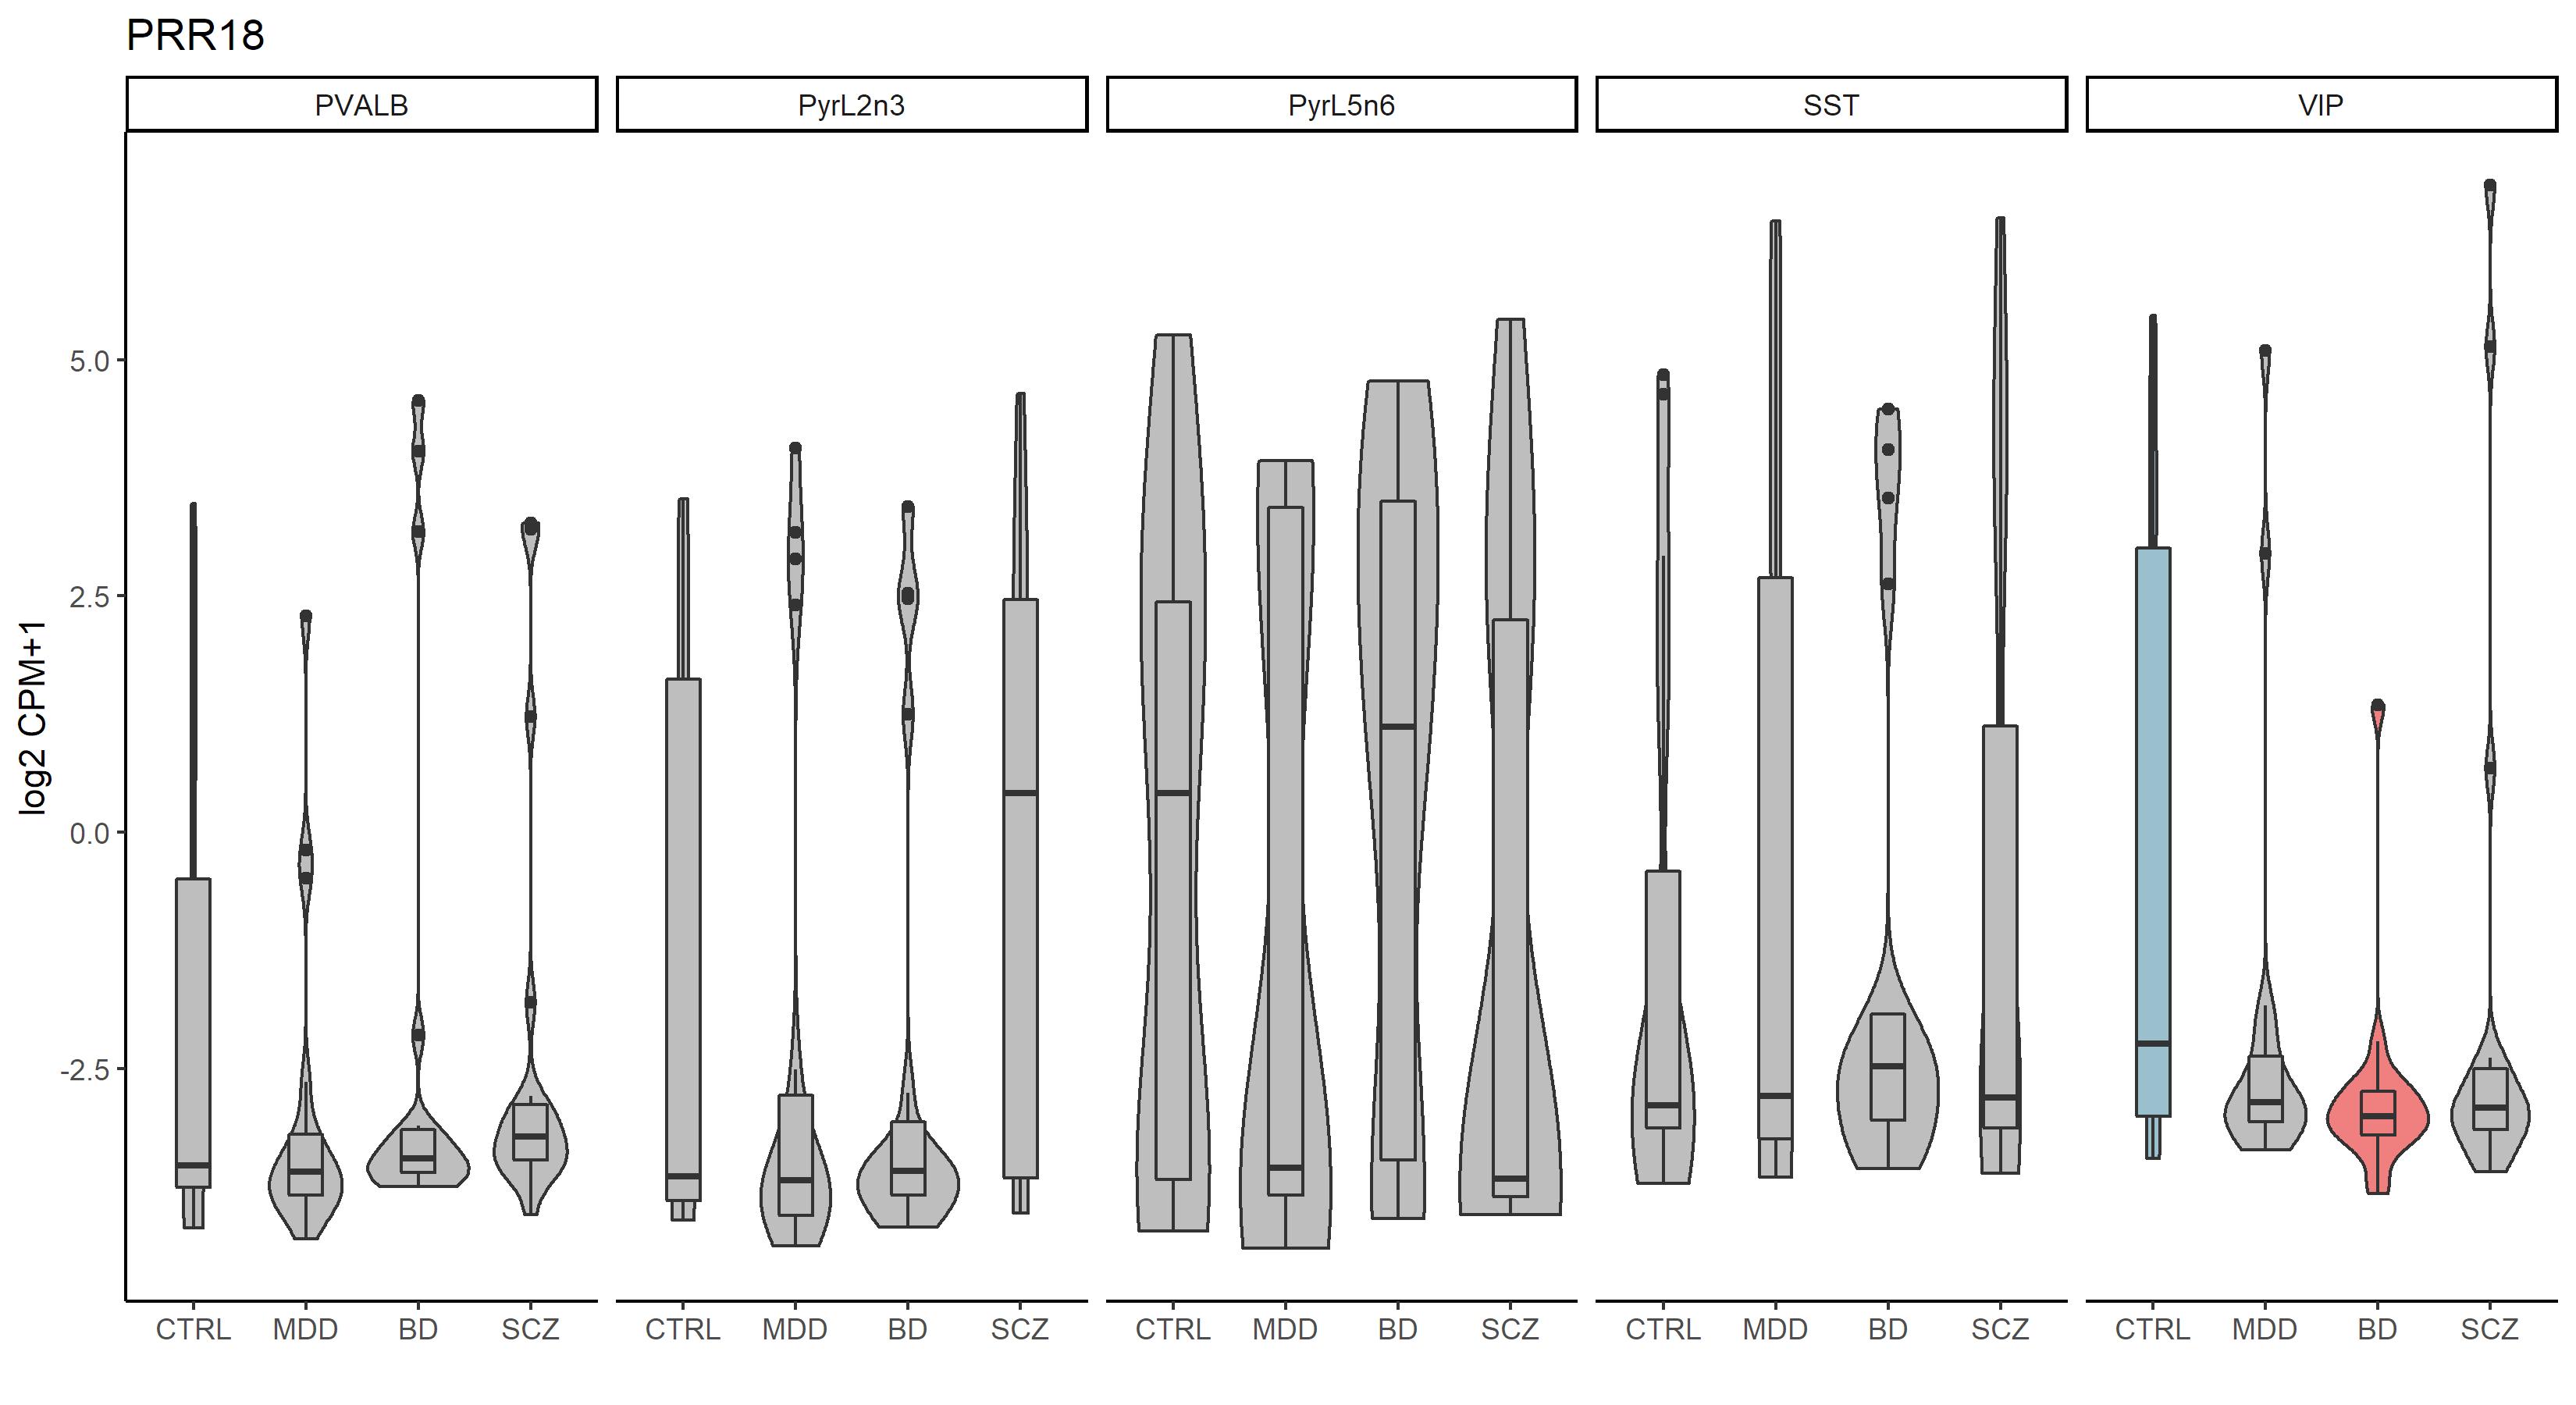 PRR18
PVALB PyrL2n3 PyrL5n6 SST VIP
log2 CPM+1
5.0
2.5
0.0
-2.5
CTRL MDD BD SCZ CTRL MDD BD SCZ CTRL MDD BD SCZ CTRL MDD BD SCZ CTRL MDD BD SCZ